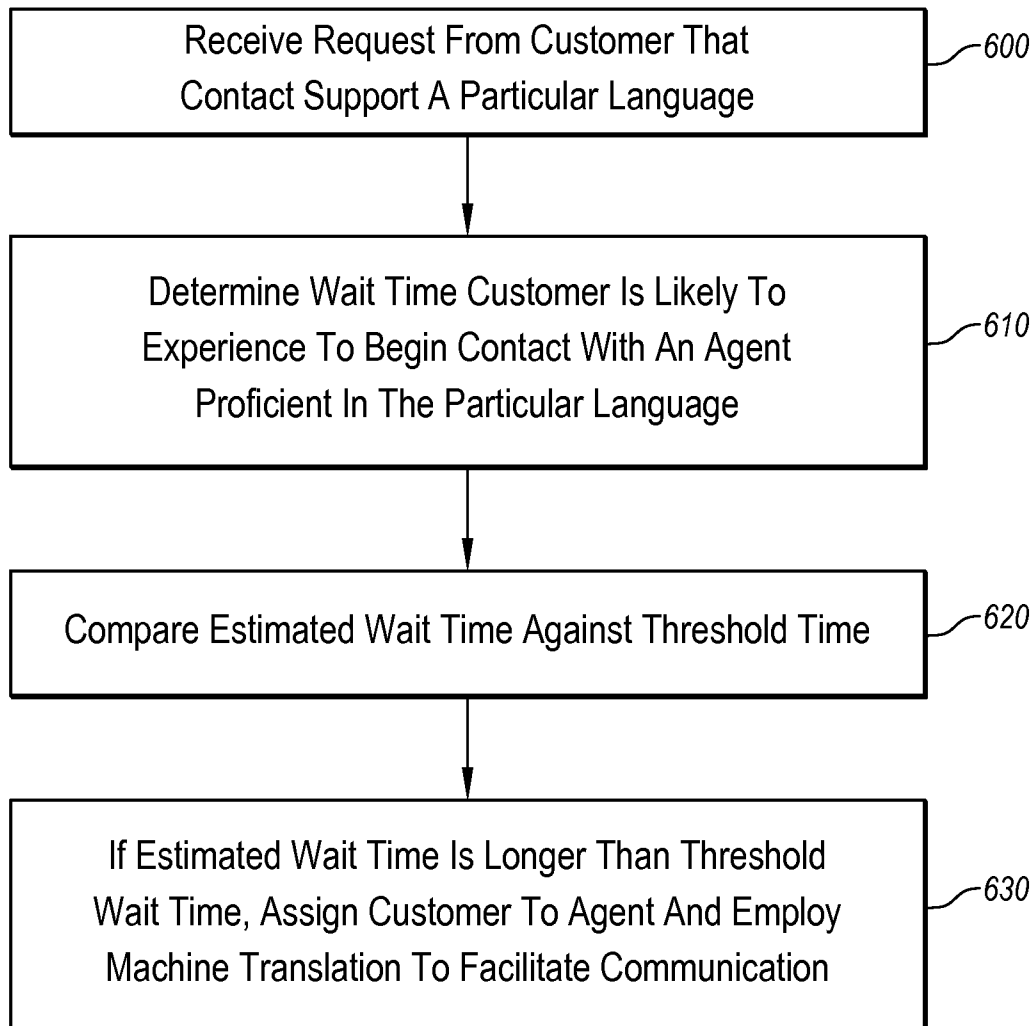 Receive Request From Customer That
Contact Support A Particular Language
600
Determine Wait Time Customer Is Likely To
Experience To Begin Contact With An Agent
Proficient In The Particular Language
610
Compare Estimated Wait Time Against Threshold Time
620
If Estimated Wait Time Is Longer Than Threshold
Wait Time, Assign Customer To Agent And Employ
Machine Translation To Facilitate Communication
630